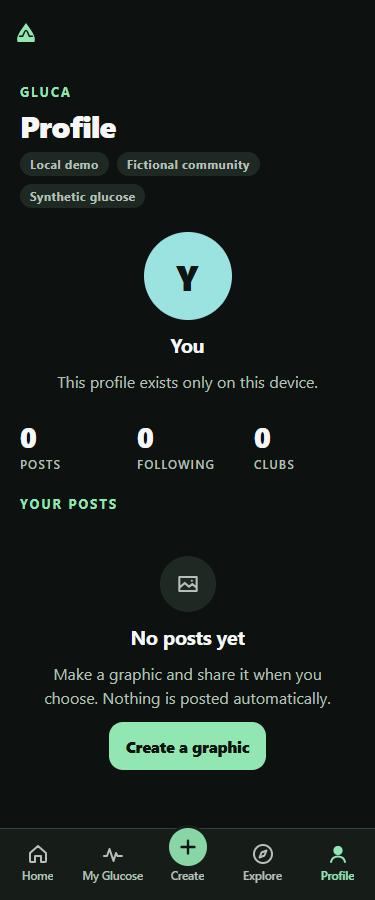 GLUCA
Profile
Local demo
Fictional community
Synthetic glucose
Y
You
This profile exists only on this device.
0
0
0
POSTS
FOLLOWING
CLUBS
YOUR POSTS
No posts yet
Make a graphic and share it when you
choose. Nothing is posted automatically.
Create a graphic
Home
My Glucose
Create
Explore
Profile